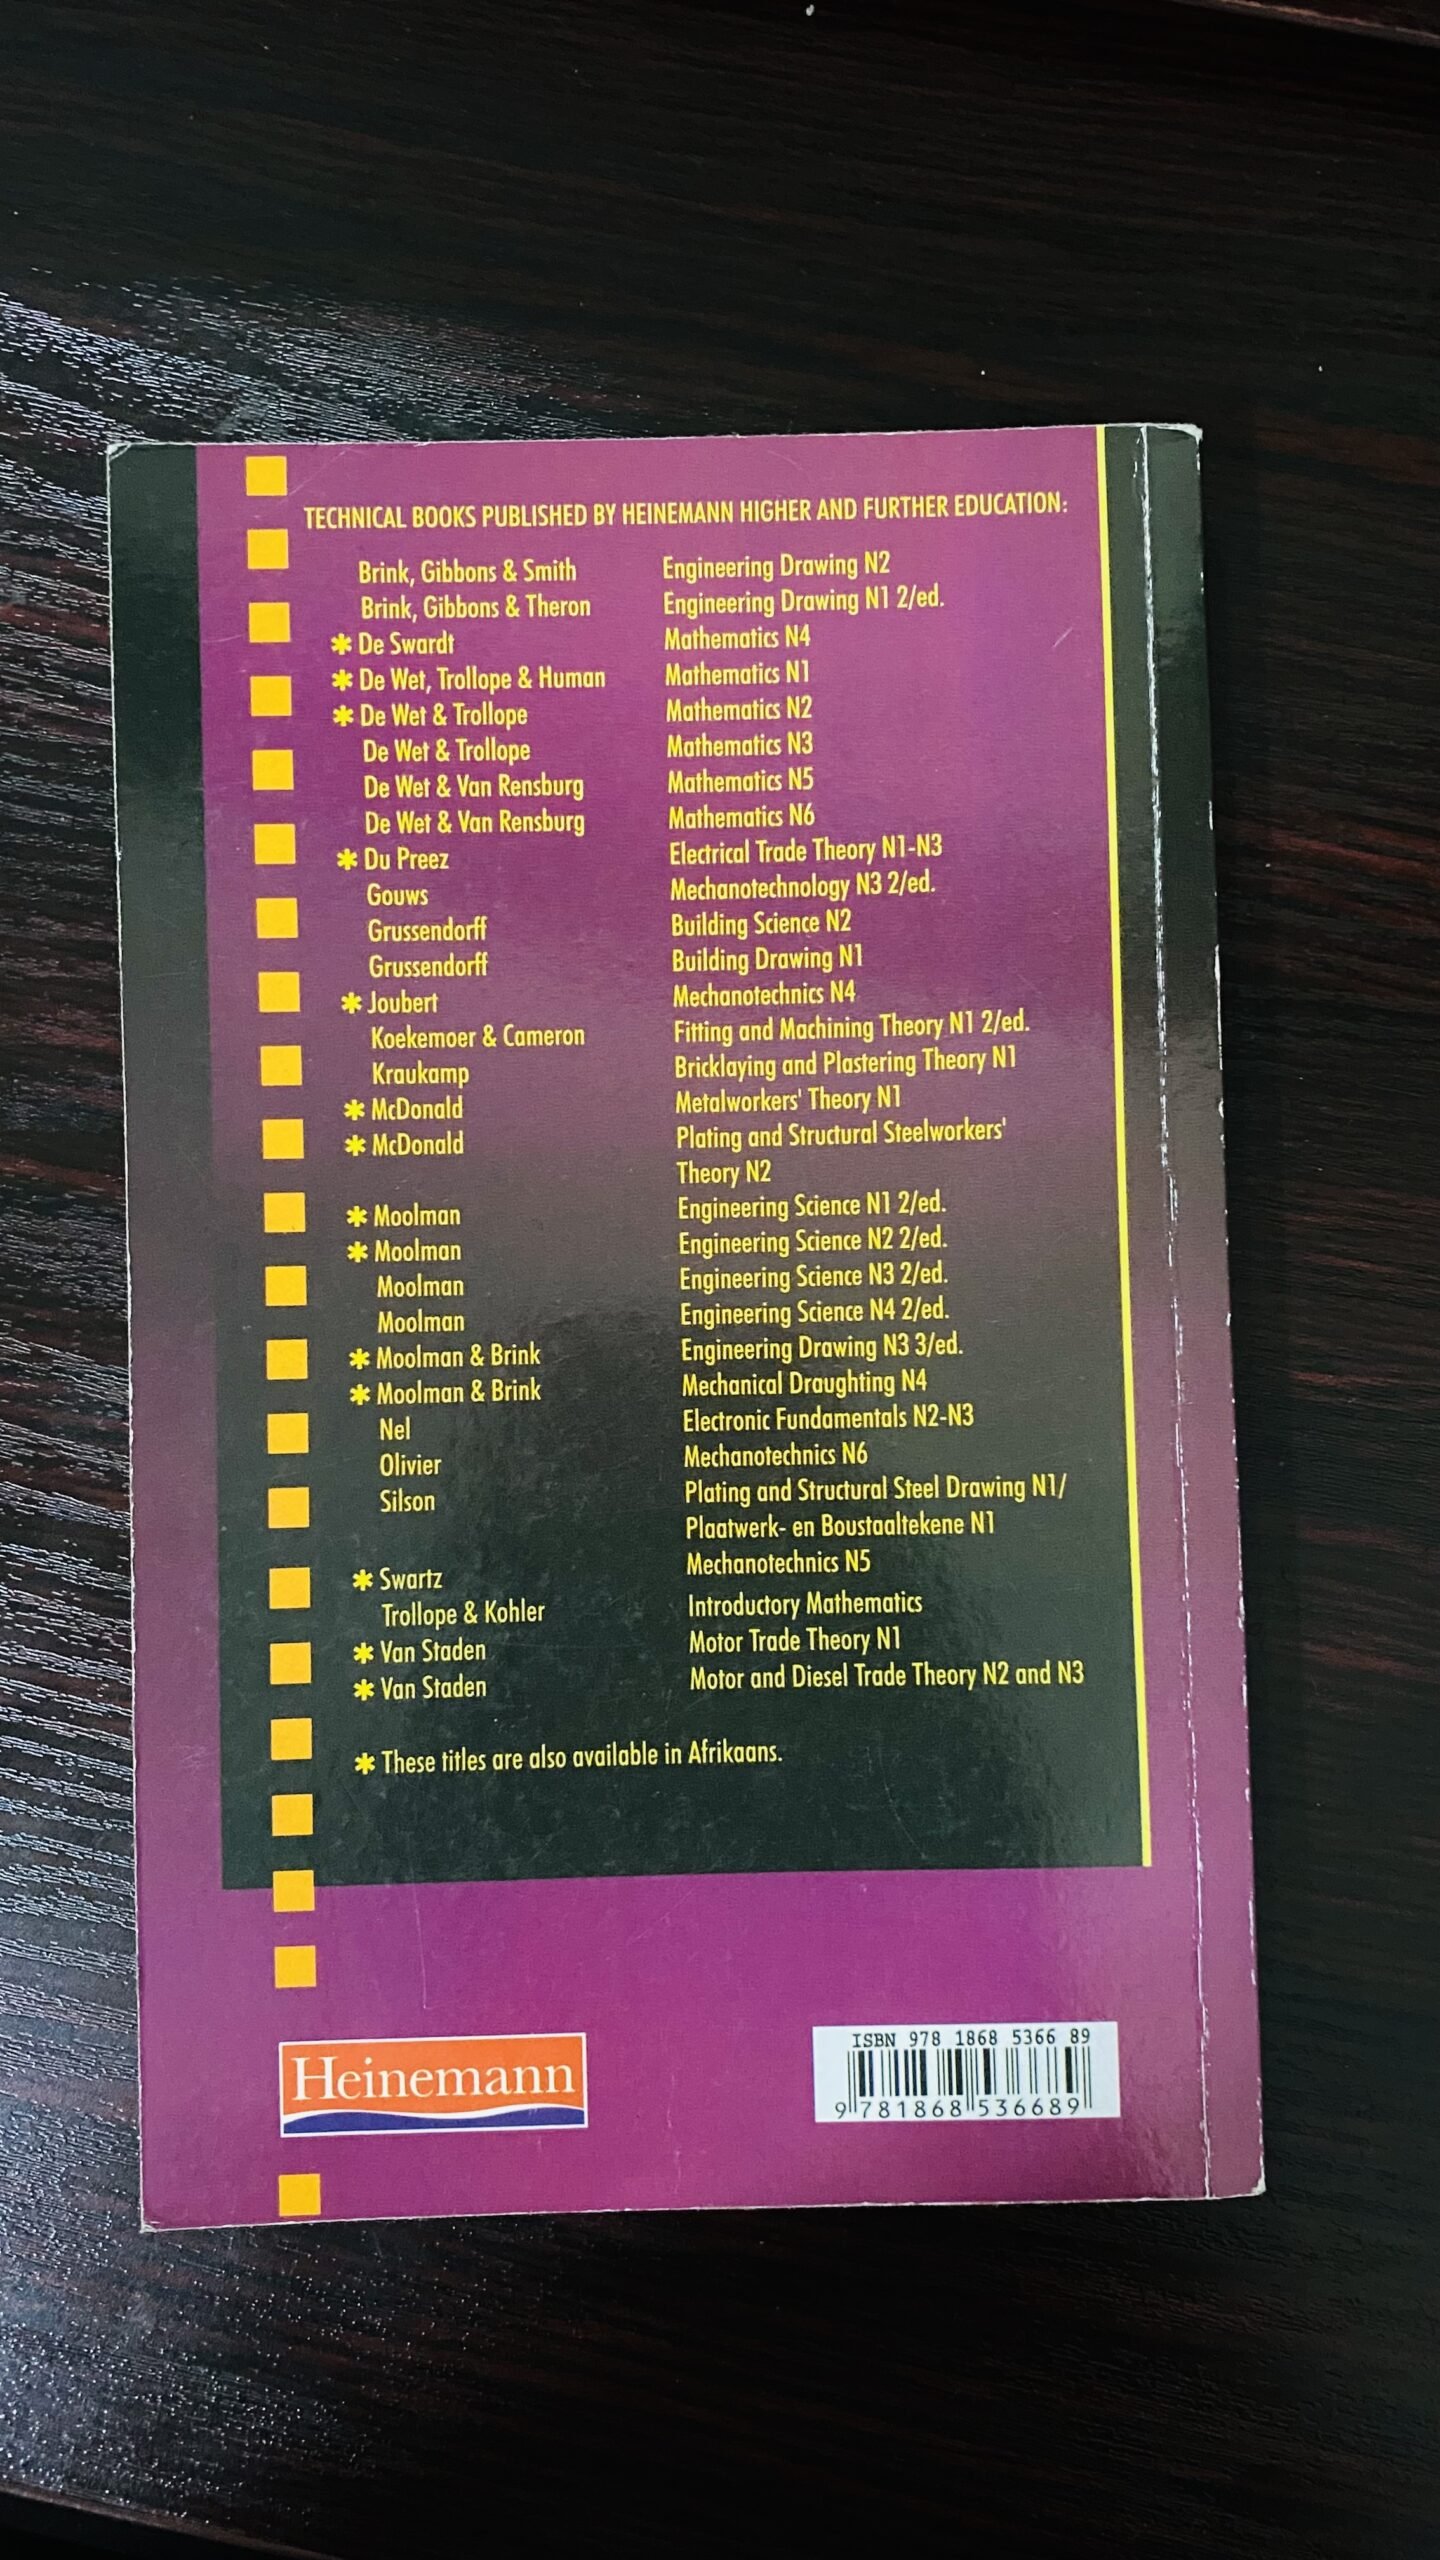 TECHNICAL BOOKS PUBLISHED BY HEINEMANN HIGHER AND FURTHER EDUCATION:
Brink, Gibbons & Smith Engineering Drawing N2
Brink, Gibbons & Theron Engineering Drawing N1 2/ed.
* De Swardt Mathematics N4
* De Wet, Trollope & Human Mathematics N1
* De Wet & Trollope Mathematics N2
De Wet & Trollope Mathematics N3
De Wet & Van Rensburg Mathematics N5
De Wet & Van Rensburg Mathematics N6
* Du Preez Electrical Trade Theory N1-N3
Gouws Mechanotechnology N3 2/ed.
Grussendorff Building Science N2
Grussendorff Building Drawing N1
* Joubert Mechanotechnics N4
Koekemoer & Cameron Fitting and Machining Theory N1 2/ed.
Kraukamp Bricklaying and Plastering Theory N1
* McDonald Metalworkers' Theory N1
* McDonald Plating and Structural Steelworkers'
Theory N2
* Moolman Engineering Science N1 2/ed.
* Moolman Engineering Science N2 2/ed.
Moolman Engineering Science N3 2/ed.
Moolman Engineering Science N4 2/ed.
* Moolman & Brink Engineering Drawing N3 3/ed.
* Moolman & Brink Mechanical Draughting N4
Nel Electronic Fundamentals N2-N3
Olivier Mechanotechnics N6
Silson Plating and Structural Steel Drawing N1/
Plaatwerk- en Boustaaltekene N1
* Swartz Mechanotechnics N5
Trollope & Kohler Introductory Mathematics
* Van Staden Motor Trade Theory N1
* Van Staden Motor and Diesel Trade Theory N2 and N3
* These titles are also available in Afrikaans.
Heinemann
ISBN 978 1868 5366 89
9 781868 536689